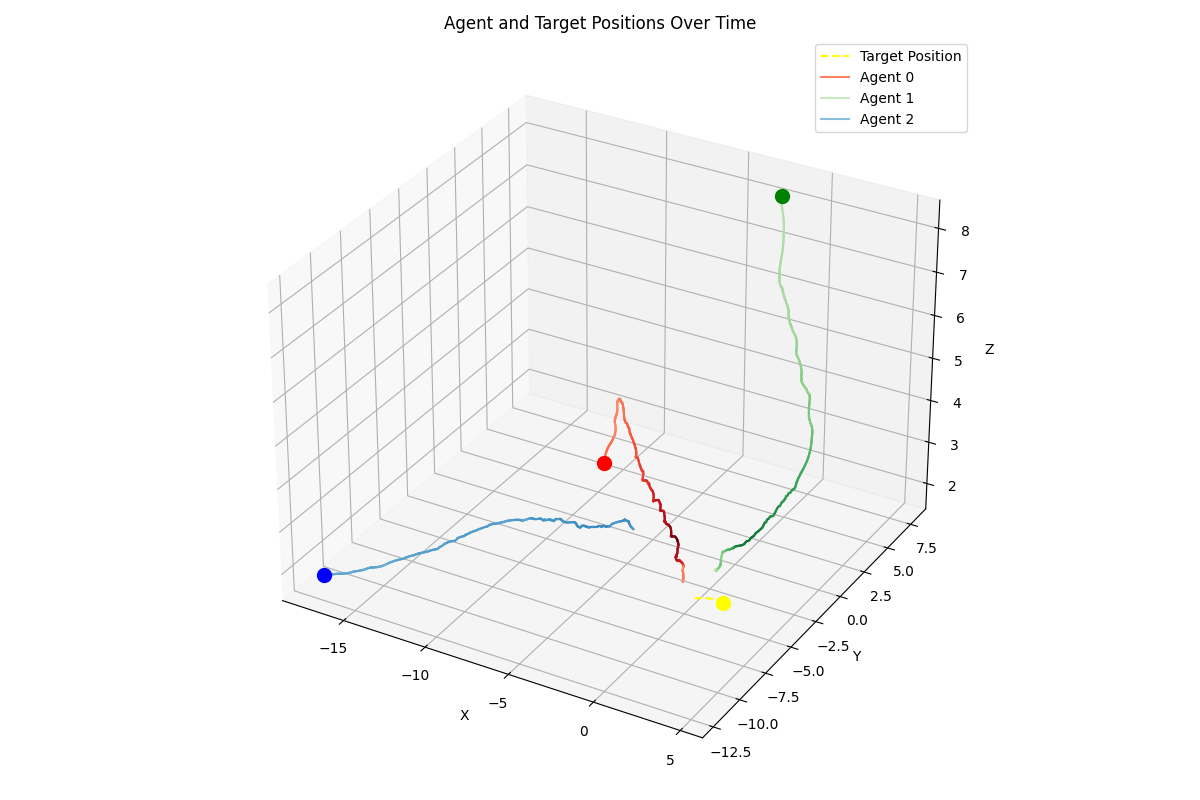 Agent and Target Positions Over Time
Target Position
Agent 0
Agent 1
Agent 2
8
7
6
5
4
3
2
Z
7.5
5.0
2.5
0.0
−2.5
−5.0
−7.5
−10.0
−12.5
Y
−15
−10
−5
0
5
X